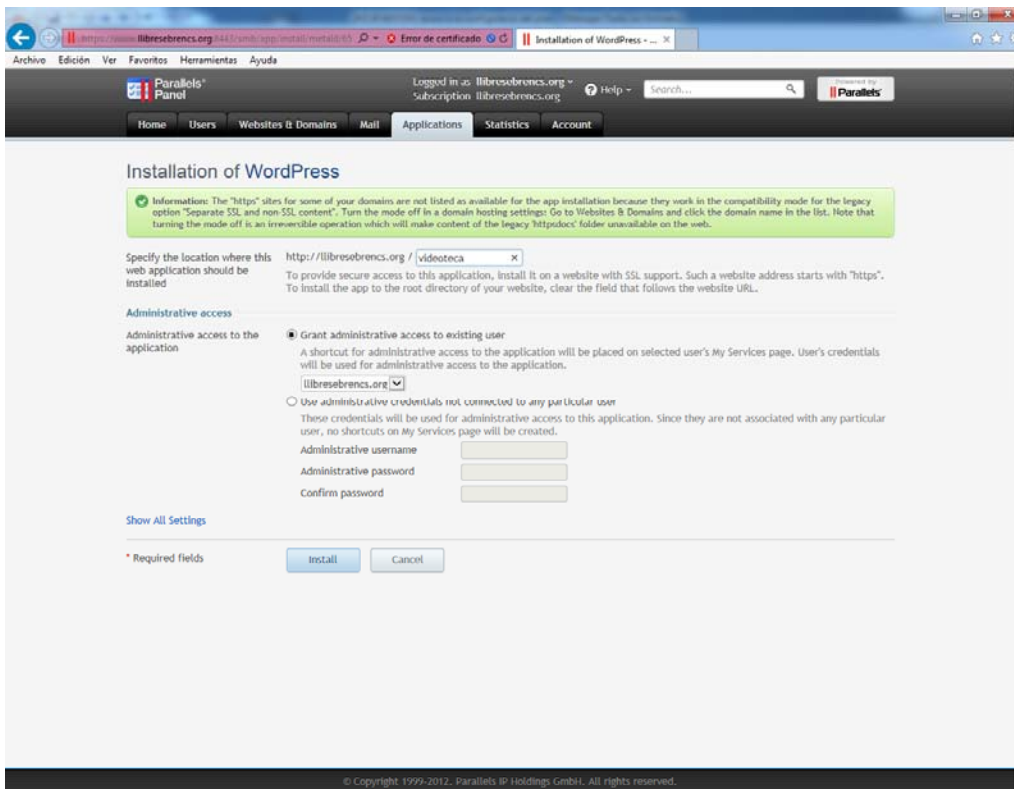 https://www.llibresebrencs.org:8443/smb/app/install/metaId/65
Error de certificado
Installation of WordPress - ...
Archivo Edición Ver Favoritos Herramientas Ayuda
Parallels®
Panel
Logged in as llibresebrencs.org
Subscription llibresebrencs.org
Help
Search...
Powered by
Parallels
Home Users Websites & Domains Mail Applications Statistics Account
Installation of WordPress
Information: The "https" sites for some of your domains are not listed as available for the app installation because they work in the compatibility mode for the legacy
option "Separate SSL and non-SSL content". Turn the mode off in a domain hosting settings: Go to Websites & Domains and click the domain name in the list. Note that
turning the mode off is an irreversible operation which will make content of the legacy 'httpsdocs' folder unavailable on the web.
Specify the location where this
web application should be
installed
http://llibresebrencs.org / videoteca
To provide secure access to this application, install it on a website with SSL support. Such a website address starts with "https".
To install the app to the root directory of your website, clear the field that follows the website URL.
Administrative access
Administrative access to the
application
Grant administrative access to existing user
A shortcut for administrative access to the application will be placed on selected user's My Services page. User's credentials
will be used for administrative access to the application.
llibresebrencs.org
Use administrative credentials not connected to any particular user
These credentials will be used for administrative access to this application. Since they are not associated with any particular
user, no shortcuts on My Services page will be created.
Administrative username
Administrative password
Confirm password
Show All Settings
* Required fields
Install
Cancel
© Copyright 1999-2012. Parallels IP Holdings GmbH. All rights reserved.